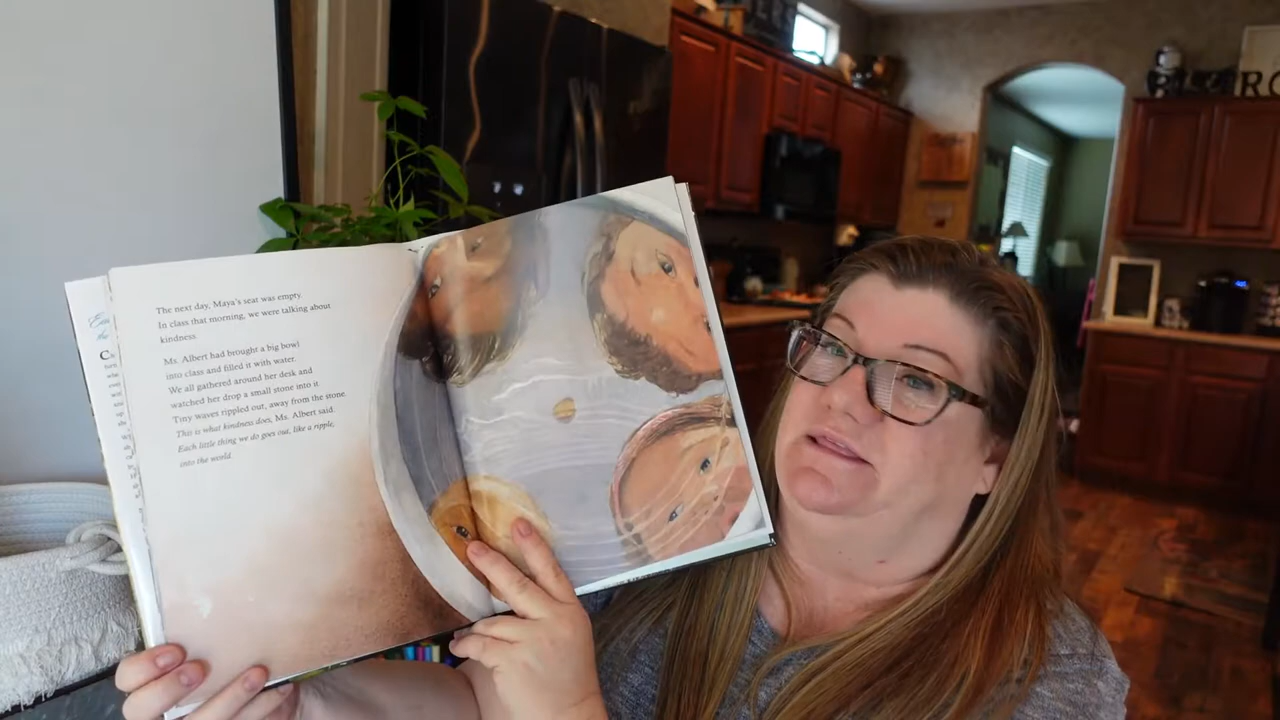 The next day, Maya's seat was empty.
In class that morning, we were talking about
kindness.
Ms. Albert had brought a big bowl
into class and filled it with water.
We all gathered around her desk and
watched her drop a small stone into it.
Tiny waves rippled out, away from the stone.
This is what kindness does, Ms. Albert said.
Each little thing we do goes out, like a ripple,
into the world.
RO